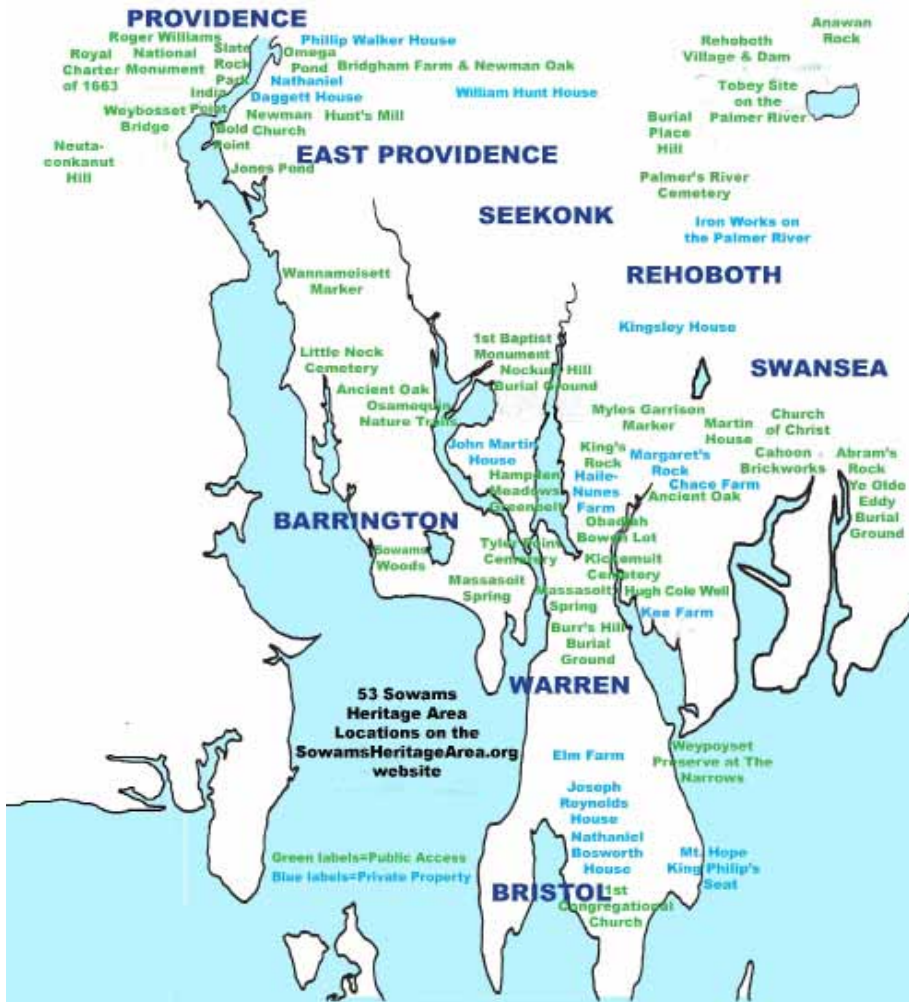 PROVIDENCE
Roger Williams
National
Monument
Royal
Charter
of 1663
Slate
Rock
Park
Omega
Pond
Phillip Walker House
Bridgham Farm & Newman Oak
Nathaniel
Daggett House
William Hunt House
India
Point
Weybosset
Bridge
Bold
Point
Newman
Church
Hunt's Mill
Neuta-
conkanut
Hill
Jones Pond
EAST PROVIDENCE
Anawan
Rock
Rehoboth
Village & Dam
Tobey Site
on the
Palmer River
Burial
Place
Hill
Palmer's River
Cemetery
SEEKONK
Iron Works on
the Palmer River
REHOBOTH
Wannamoisett
Marker
Kingsley House
1st Baptist
Monument
Nockum Hill
Burial Ground
Little Neck
Cemetery
SWANSEA
Ancient Oak
Osamequin
Nature Trails
Myles Garrison
Marker
Martin
House
Church
of Christ
John Martin
House
King's
Rock
Margaret's
Rock
Cahoon
Brickworks
Abram's
Rock
Hampden
Meadows
Greenbelt
Haile-
Nunes
Farm
Chace Farm
Ancient Oak
Ye Olde
Eddy
Burial
Ground
BARRINGTON
Obadiah
Bowen Lot
Sowams
Woods
Tyler Point
Cemetery
Kickemuit
Cemetery
Massasoit
Spring
Massasoit
Spring
Hugh Cole Well
Kee Farm
Burr's Hill
Burial
Ground
WARREN
53 Sowams
Heritage Area
Locations on the
SowamsHeritageArea.org
website
Weypoyset
Preserve at The
Narrows
Elm Farm
Joseph
Reynolds
House
Nathaniel
Bosworth
House
Mt. Hope
King Philip's
Seat
Green labels=Public Access
Blue labels=Private Property
BRISTOL
1st
Congregational
Church